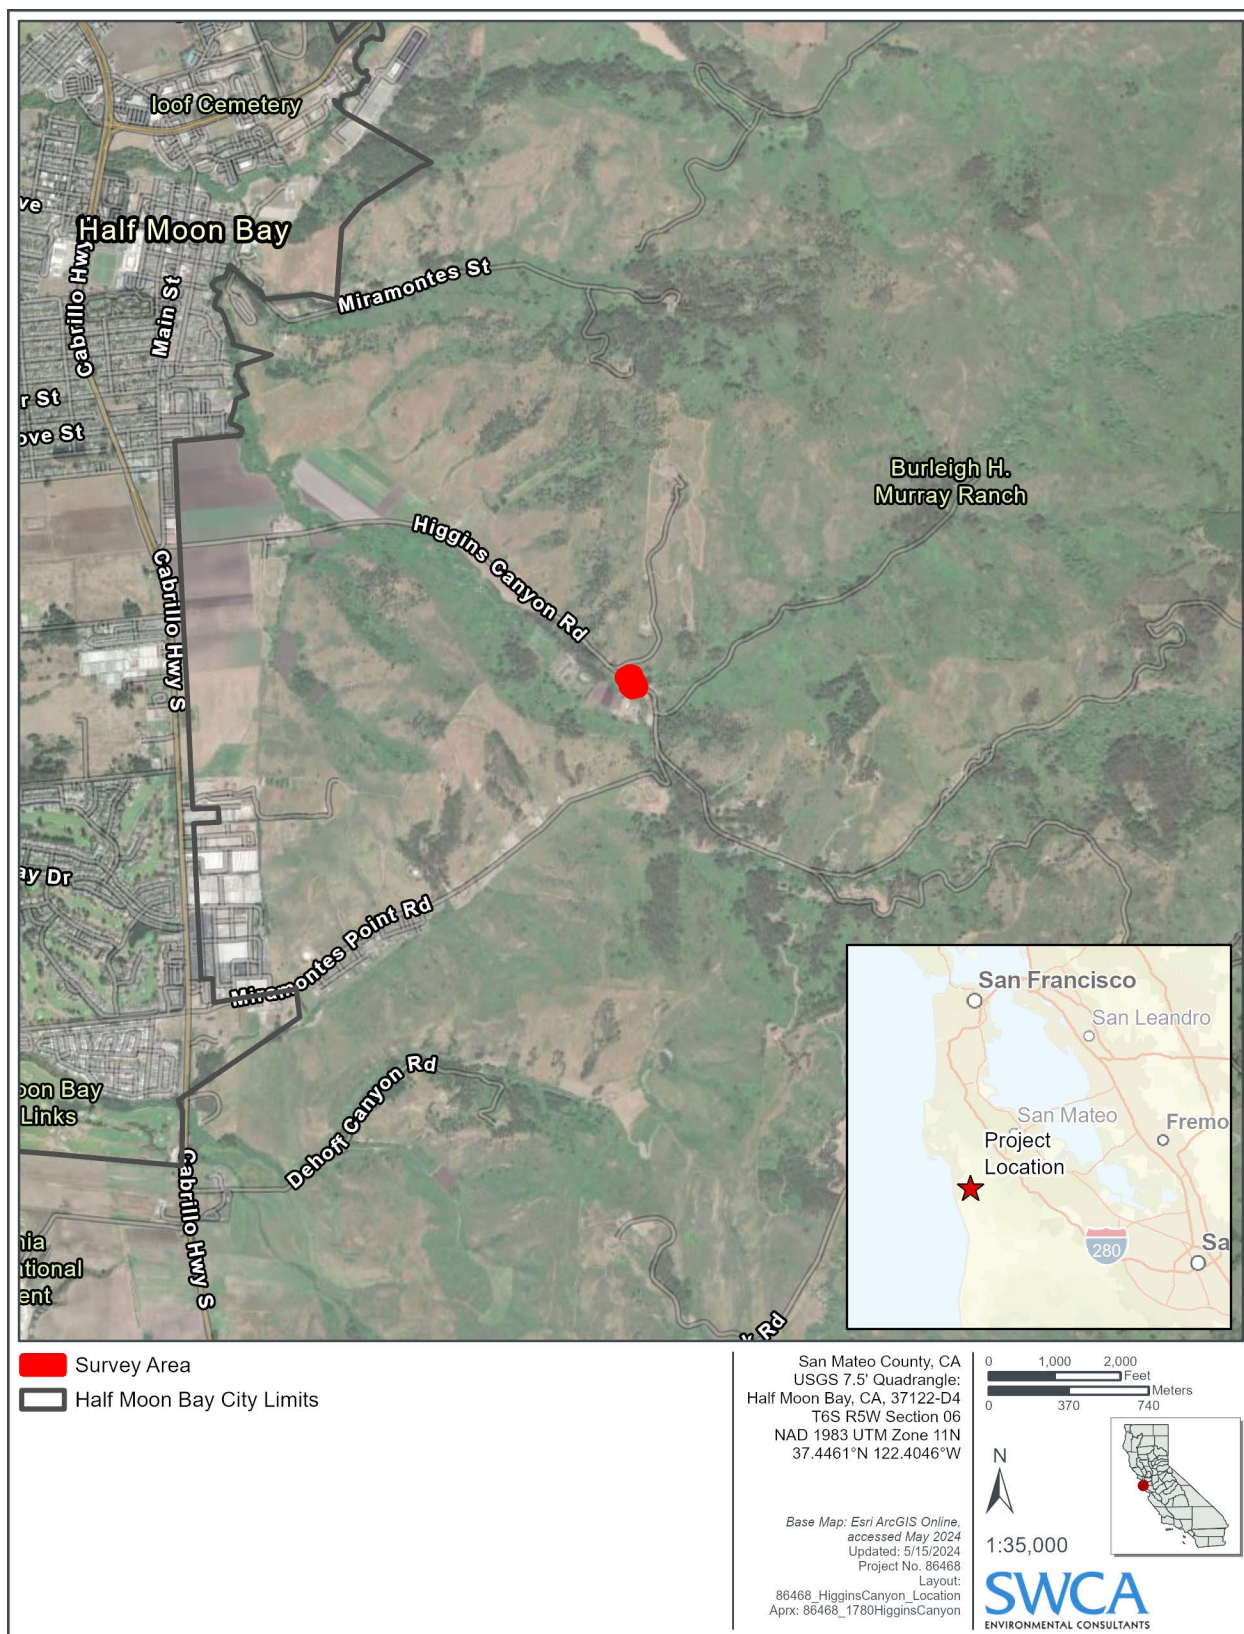 Ioof Cemetery
ve
Half Moon Bay
Cabrillo Hwy
Main St
Miramontes St
r St
ove St
Burleigh H.
Murray Ranch
Higgins Canyon Rd
Cabrillo Hwy S
ay Dr
Miramontes Point Rd
oon Bay
Links
Dehoff Canyon Rd
Cabrillo Hwy S
nia
ational
ent
k Rd
San Francisco
San Leandro
San Mateo
Fremo
Project
Location
280
Sa
Survey Area
Half Moon Bay City Limits
San Mateo County, CA
USGS 7.5' Quadrangle:
Half Moon Bay, CA, 37122-D4
T6S R5W Section 06
NAD 1983 UTM Zone 11N
37.4461°N 122.4046°W
Base Map: Esri ArcGIS Online,
accessed May 2024
Updated: 5/15/2024
Project No. 86468
Layout:
86468_HigginsCanyon_Location
Aprx: 86468_1780HigginsCanyon
0 1,000 2,000
Feet
Meters
0 370 740
N
1:35,000
SWCA
ENVIRONMENTAL CONSULTANTS